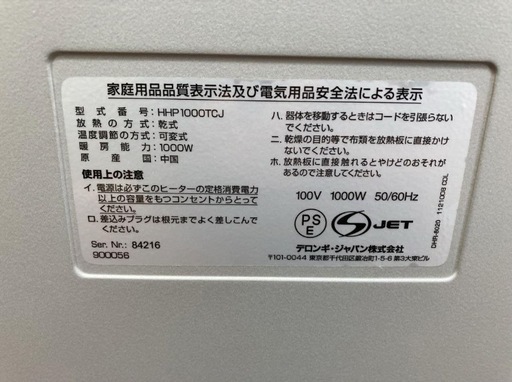 家庭用品品質表示法及び電気用品安全法による表示
型式番号：HHP1000TCJ
放熱の方式：乾式
温度調節の方式：可変式
暖房能力：1000W
原産国：中国
使用上の注意
イ．電源は必ずこのヒーターの定格消費電力
以上の容量をもつコンセントからとって
ください。
ロ．差込みプラグは根元までよく差しこんで
ください。
Ser. Nr.: 84216
900056
ハ．器体を移動するときはコードを引張らない
でください。
ニ．乾燥の目的等で布類を放熱板に直接かけ
ないでください。
ホ．放熱板に直接触れるとやけどのおそれが
あるので注意してください。
100V 1000W 50/60Hz
PS
E
JET
デロンギ・ジャパン株式会社
〒101-0044 東京都千代田区鍛冶町1-5-6 第3大東ビル
DHR-8020 1121008 CDL